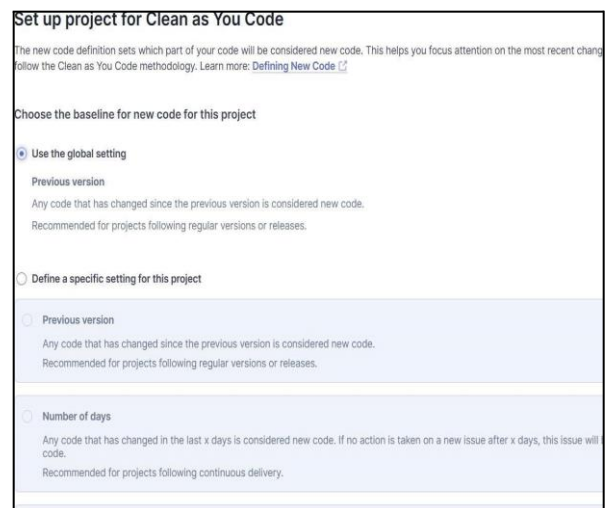 Set up project for Clean as You Code
The new code definition sets which part of your code will be considered new code. This helps you focus attention on the most recent chang
follow the Clean as You Code methodology. Learn more: Defining New Code
Choose the baseline for new code for this project
Use the global setting
Previous version
Any code that has changed since the previous version is considered new code.
Recommended for projects following regular versions or releases.
Define a specific setting for this project
Previous version
Any code that has changed since the previous version is considered new code.
Recommended for projects following regular versions or releases.
Number of days
Any code that has changed in the last x days is considered new code. If no action is taken on a new issue after x days, this issue will
code.
Recommended for projects following continuous delivery.